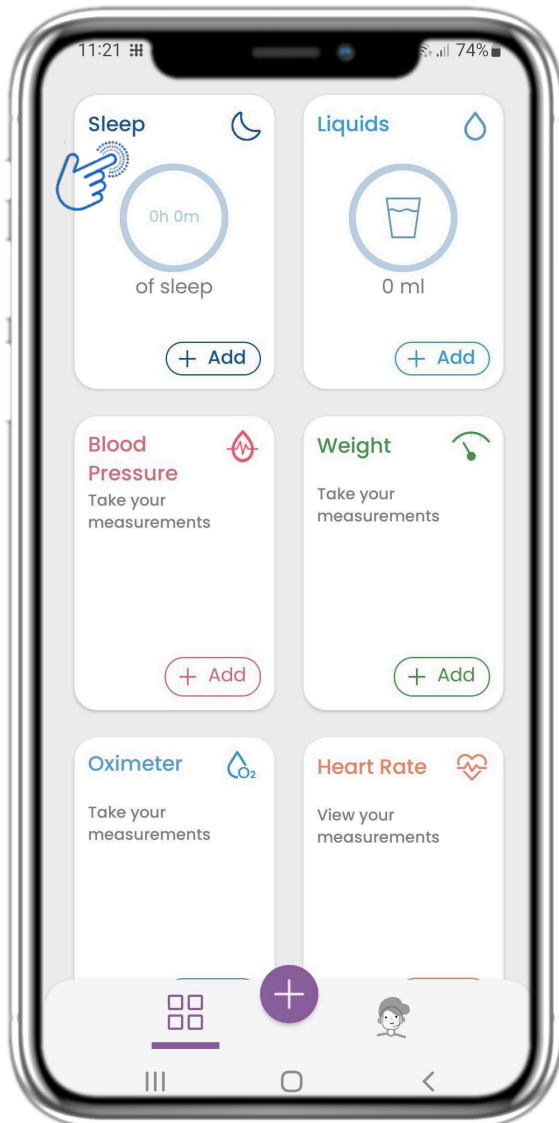 11:21
74%
Sleep
0h 0m
of sleep
+ Add
Liquids
0 ml
+ Add
Blood
Pressure
Take your
measurements
+ Add
Weight
Take your
measurements
+ Add
Oximeter
O₂
Take your
measurements
Heart Rate
View your
measurements